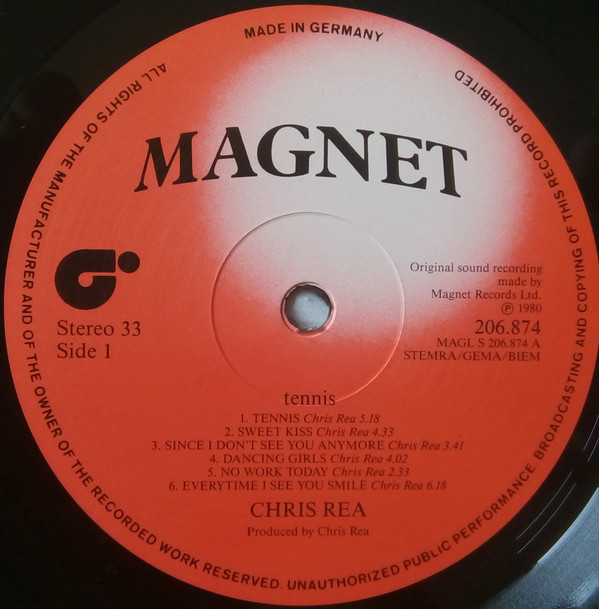 MADE IN GERMANY
ALL RIGHTS OF THE MANUFACTURER AND OF THE OWNER OF THE RECORDED WORK RESERVED. UNAUTHORIZED PUBLIC PERFORMANCE. BROADCASTING AND COPYING OF THIS RECORD PROHIBITED
MAGNET
Stereo 33
Side 1
Original sound recording
made by
Magnet Records Ltd.
Ⓟ 1980
206.874
MAGL S 206.874 A
STEMRA/GEMA/BIEM
tennis
1. TENNIS Chris Rea 5.18
2. SWEET KISS Chris Rea 4.33
3. SINCE I DON'T SEE YOU ANYMORE Chris Rea 3.41
4. DANCING GIRLS Chris Rea 4.02
5. NO WORK TODAY Chris Rea 2.33
6. EVERYTIME I SEE YOU SMILE Chris Rea 6.18
CHRIS REA
Produced by Chris Rea